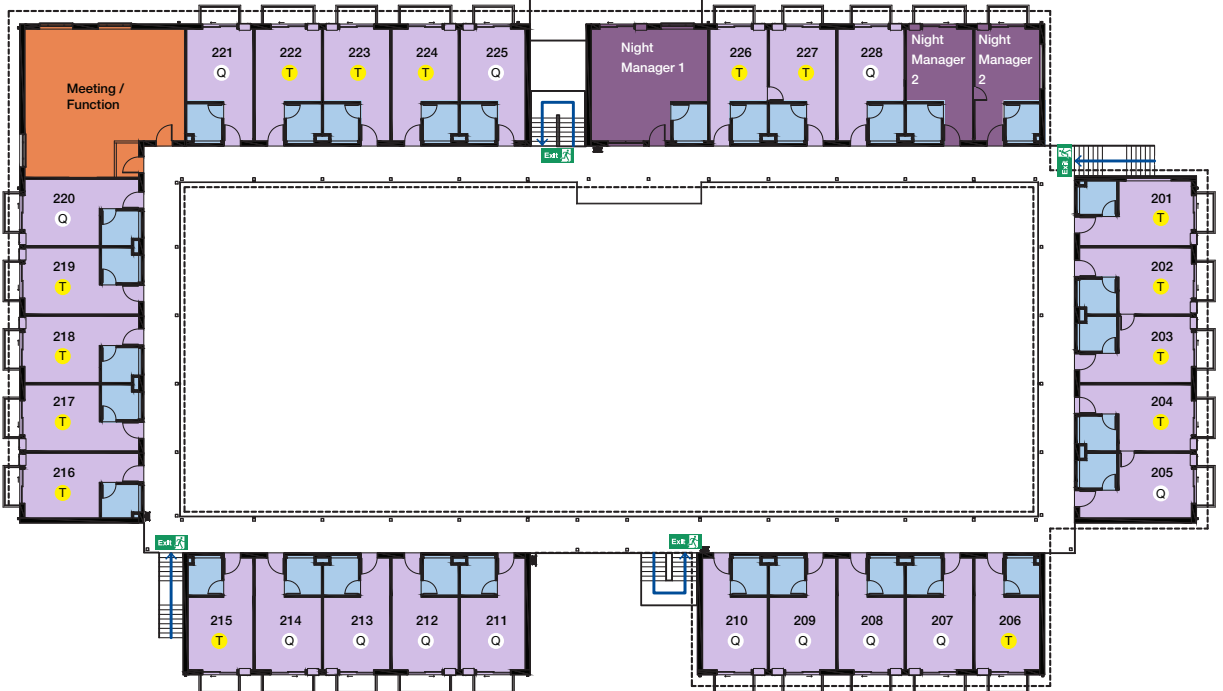 221
Q
222
T
223
T
224
T
225
Q
Night
Manager 1
226
T
227
T
228
Q
Night
Manager
2
Night
Manager
2
Meeting /
Function
Exit
Exit
220
Q
219
T
218
T
217
T
216
T
201
T
202
T
203
T
204
T
205
Q
Exit
Exit
215
T
214
Q
213
Q
212
Q
211
Q
210
Q
209
Q
208
Q
207
Q
206
T